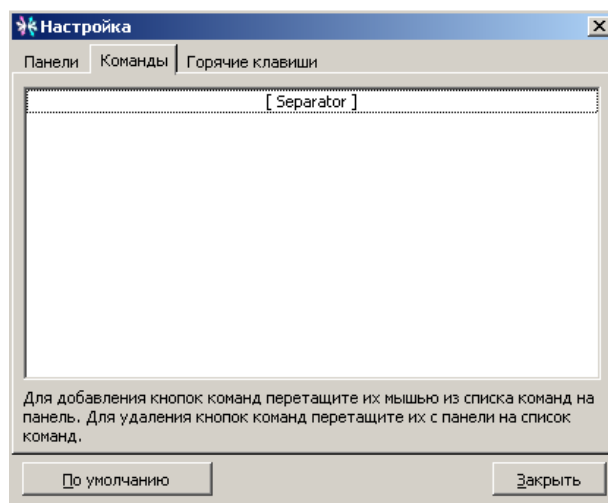 Настройка
Панели Команды Горячие клавиши
[ Separator ]
Для добавления кнопок команд перетащите их мышью из списка команд на
панель. Для удаления кнопок команд перетащите их с панели на список
команд.
По умолчанию Закрыть